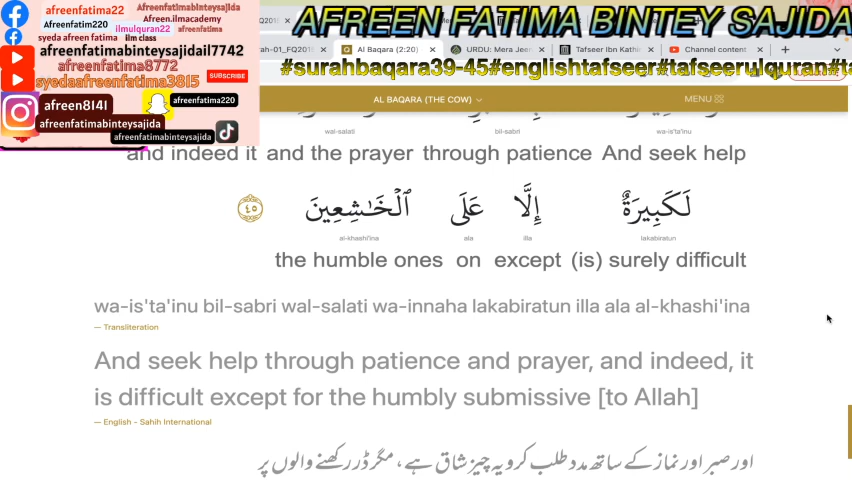 afreenfatima22
Afreenfatimabinteysajida
Afreenfatima220
Afreen.ilmacademy
ilmulquran22
afreenfatima
syeda afreen fatima
ilm class
afreenfatimabinteysajidail7742
afreenfatima8772
syedaafreenfatima3815
SUBSCRIBE
afreen8141
afreenfatima220
afreenfatimabinteysajida
afreenfatimabinteysajida
AFREEN FATIMA BINTEY SAJIDA
Al Baqara (2:20)
URDU: Mera Jee
Tafseer Ibn Kathi
Channel content
#surahbaqara39-45#englishtafseer#tafseerulquran#ta
AL BAQARA (THE COW)
MENU
wal-salati bil-sabri wa-is'ta'inu
and indeed it and the prayer through patience And seek help
لَكَبِيرَةٌ إِلَّا عَلَى ٱلْخَـٰشِعِينَ ٤٥
al-khashi'ina ala illa lakabiratun
the humble ones on except (is) surely difficult
wa-is'ta'inu bil-sabri wal-salati wa-innaha lakabiratun illa ala al-khashi'ina
— Transliteration
And seek help through patience and prayer, and indeed, it
is difficult except for the humbly submissive [to Allah]
— English - Sahih International
اور صبر اور نماز کے ساتھ مدد طلب کرو یہ چیز شاق ہے، مگر ڈر رکھنے والوں پر